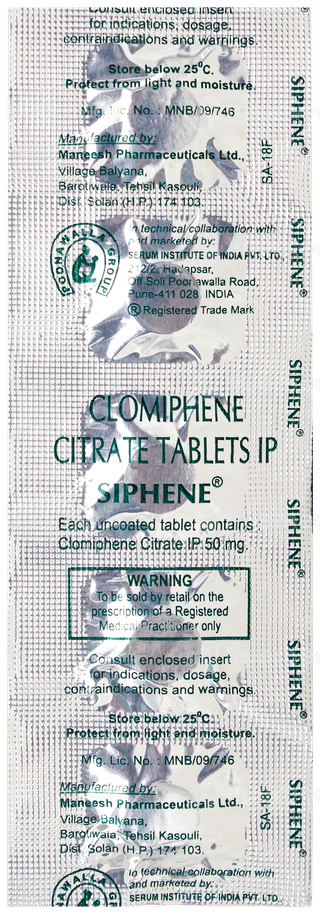 Consult enclosed insert
for indications, dosage,
contraindications and warnings.
Store below 25°C.
Protect from light and moisture.
Mfg. Lic. No. : MNB/09/746
Manufactured by:
Maneesh Pharmaceuticals Ltd.,
Village Balyana,
Barotiwala, Tehsil Kasouli,
Dist. Solan (H.P.) 174 103.
SA-18F
SIPHENE®
POONAWALLA GROUP
In technical collaboration with
and marketed by:
SERUM INSTITUTE OF INDIA PVT. LTD.
212/2, Hadapsar,
Off Soli Poonawalla Road,
Pune-411 028 INDIA
® Registered Trade Mark
SIPHENE®
SIPHENE®
CLOMIPHENE
CITRATE TABLETS IP
SIPHENE®
Each uncoated tablet contains :
Clomiphene Citrate IP 50 mg.
SIPHENE®
WARNING
To be sold by retail on the
prescription of a Registered
Medical Practitioner only
SIPHENE®
Consult enclosed insert
for indications, dosage,
contraindications and warnings.
Store below 25°C.
Protect from light and moisture.
Mfg. Lic. No. : MNB/09/746
Manufactured by:
Maneesh Pharmaceuticals Ltd.,
Village Balyana,
Barotiwala, Tehsil Kasouli,
Dist. Solan (H.P.) 174 103.
SA-18F
SIPHENE®
In technical collaboration with
and marketed by:
SERUM INSTITUTE OF INDIA PVT. LTD.